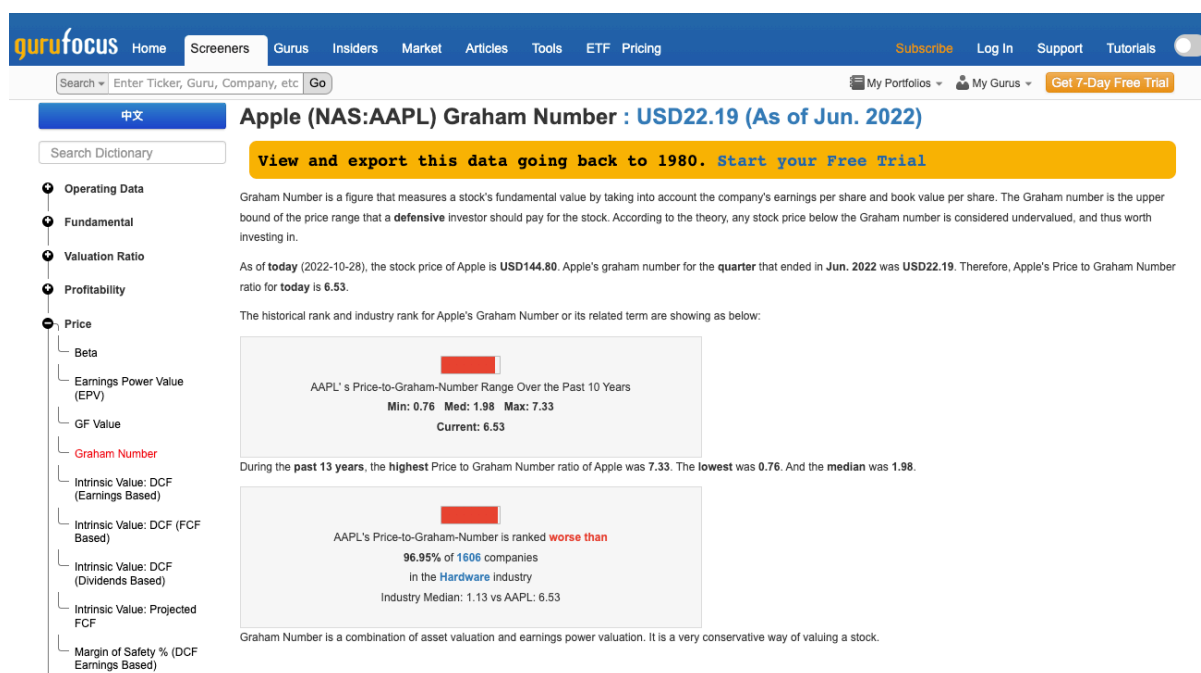 gurufocus Home Screeners Gurus Insiders Market Articles Tools ETF Pricing Subscribe Log In Support Tutorials
Search Enter Ticker, Guru, Company, etc Go My Portfolios My Gurus Get 7-Day Free Trial
中文
Search Dictionary
Operating Data
Fundamental
Valuation Ratio
Profitability
Price
Beta
Earnings Power Value
(EPV)
GF Value
Graham Number
Intrinsic Value: DCF
(Earnings Based)
Intrinsic Value: DCF (FCF
Based)
Intrinsic Value: DCF
(Dividends Based)
Intrinsic Value: Projected
FCF
Margin of Safety % (DCF
Earnings Based)
Apple (NAS:AAPL) Graham Number : USD22.19 (As of Jun. 2022)
View and export this data going back to 1980. Start your Free Trial
Graham Number is a figure that measures a stock's fundamental value by taking into account the company's earnings per share and book value per share. The Graham number is the upper
bound of the price range that a defensive investor should pay for the stock. According to the theory, any stock price below the Graham number is considered undervalued, and thus worth
investing in.
As of today (2022-10-28), the stock price of Apple is USD144.80. Apple's graham number for the quarter that ended in Jun. 2022 was USD22.19. Therefore, Apple's Price to Graham Number
ratio for today is 6.53.
The historical rank and industry rank for Apple's Graham Number or its related term are showing as below:
AAPL' s Price-to-Graham-Number Range Over the Past 10 Years
Min: 0.76 Med: 1.98 Max: 7.33
Current: 6.53
During the past 13 years, the highest Price to Graham Number ratio of Apple was 7.33. The lowest was 0.76. And the median was 1.98.
AAPL's Price-to-Graham-Number is ranked worse than
96.95% of 1606 companies
in the Hardware industry
Industry Median: 1.13 vs AAPL: 6.53
Graham Number is a combination of asset valuation and earnings power valuation. It is a very conservative way of valuing a stock.